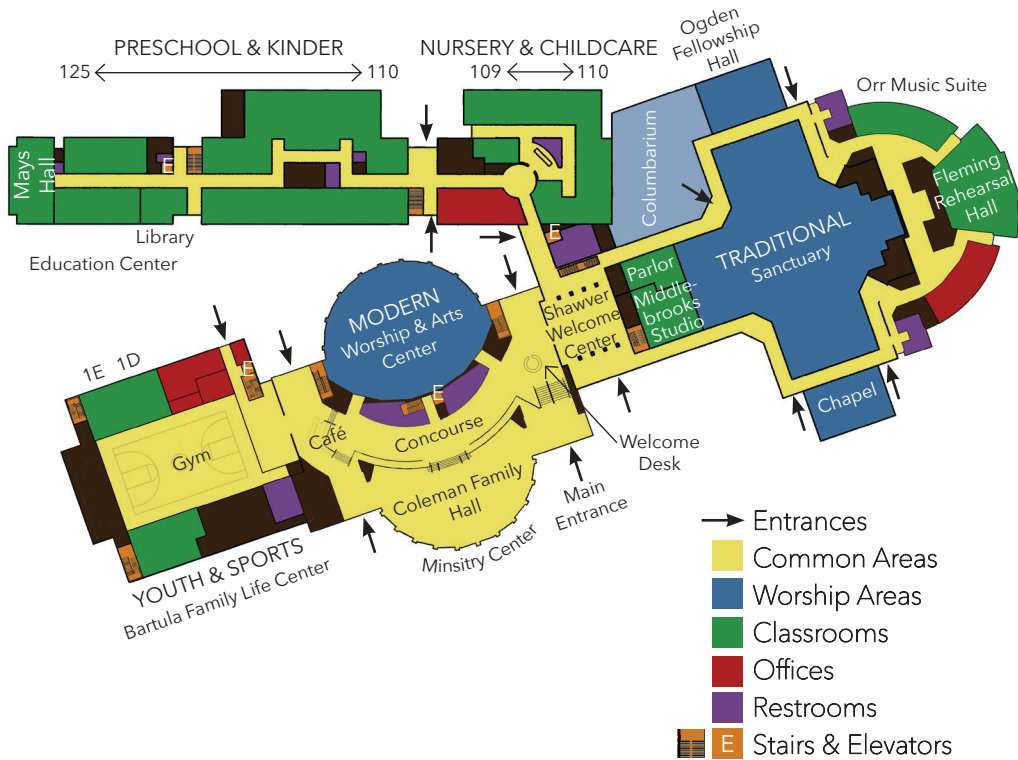 PRESCHOOL & KINDER
125
110
NURSERY & CHILDCARE
109
110
Ogden
Fellowship
Hall
Orr Music Suite
Mays
Hall
E
Columbarium
Fleming
Rehearsal
Hall
Library
Education Center
E
TRADITIONAL
Sanctuary
Parlor
Middle-
brooks
Studio
Shawver
Welcome
Center
MODERN
Worship & Arts
Center
E
1E
1D
E
Chapel
Café
Concourse
Gym
Welcome
Desk
Coleman Family
Hall
Main
Entrance
Minsitry Center
YOUTH & SPORTS
Bartula Family Life Center
Entrances
Common Areas
Worship Areas
Classrooms
Offices
Restrooms
E
Stairs & Elevators